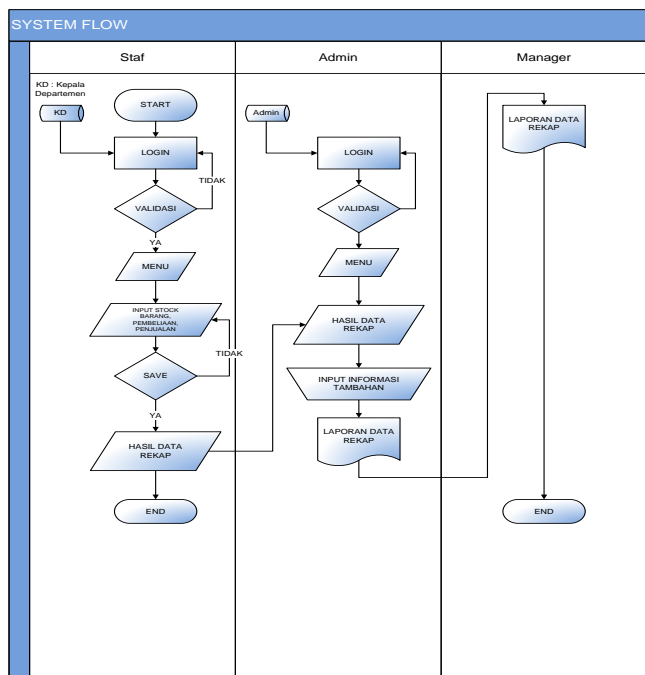 SYSTEM FLOW
Staf
Admin
Manager
KD : Kepala
Departemen
KD
START
LOGIN
TIDAK
VALIDASI
YA
MENU
INPUT STOCK
BARANG,
PEMBELIAAN,
PENJUALAN
TIDAK
SAVE
YA
HASIL DATA
REKAP
END
Admin
LOGIN
VALIDASI
MENU
HASIL DATA
REKAP
INPUT INFORMASI
TAMBAHAN
LAPORAN DATA
REKAP
LAPORAN DATA
REKAP
END